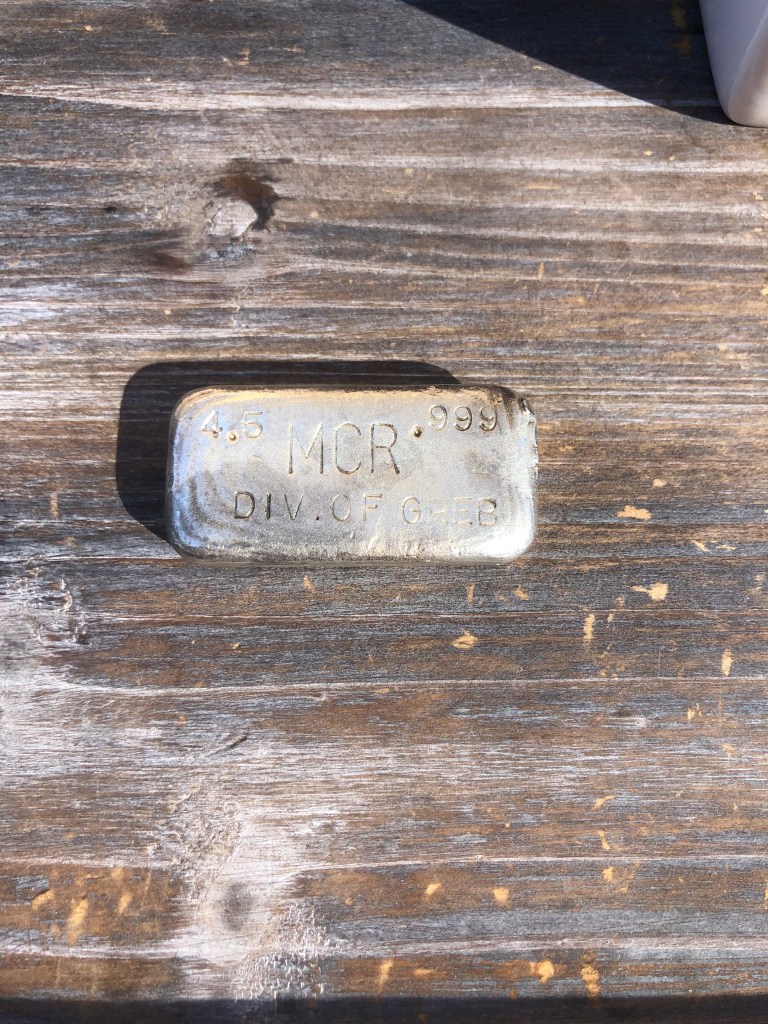 4.5 MCR .999
DIV. OF GREB